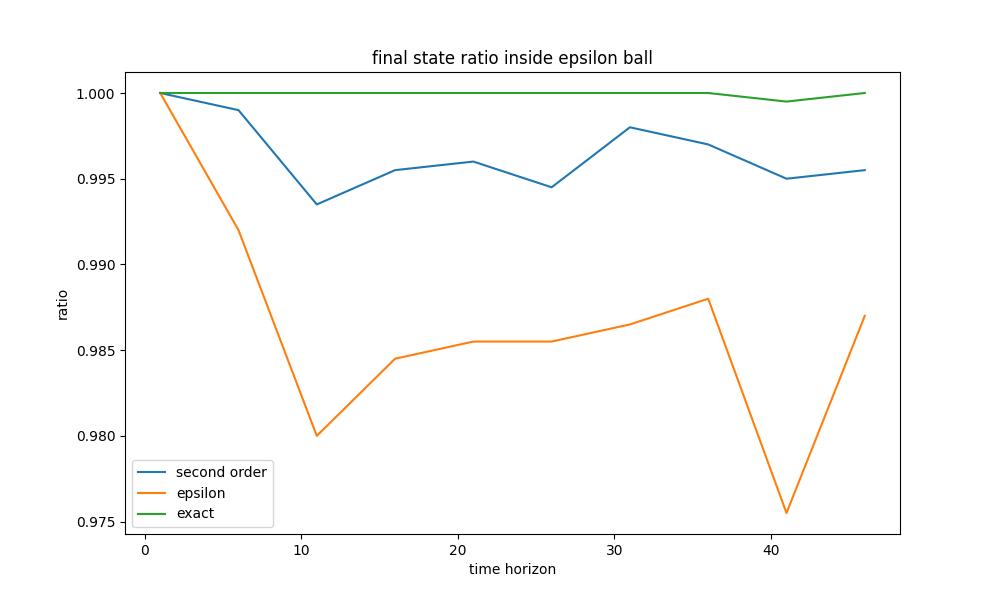 final state ratio inside epsilon ball
1.000
0.995
0.990
0.985
0.980
0.975
ratio
second order
epsilon
exact
0
10
20
30
40
time horizon